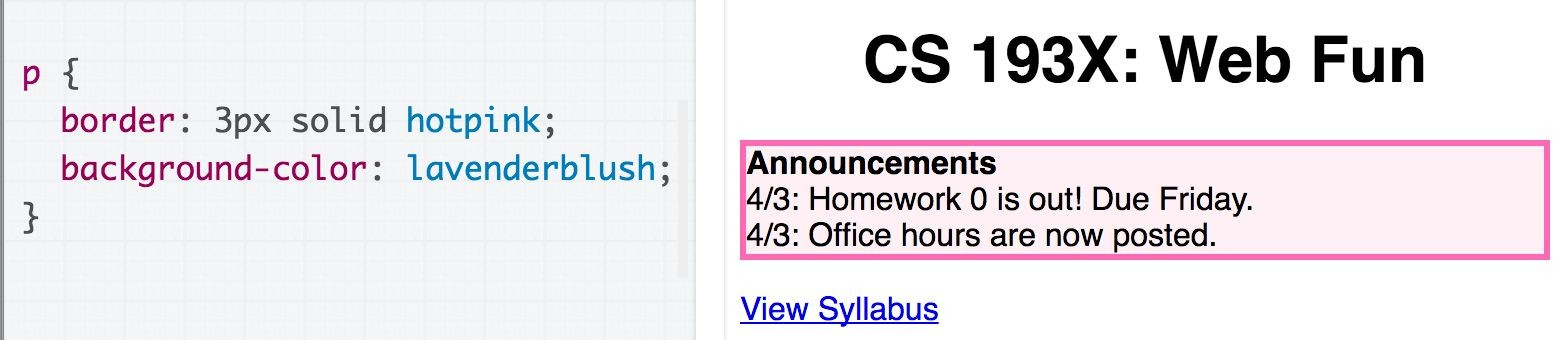 p {
  border: 3px solid hotpink;
  background-color: lavenderblush;
}
CS 193X: Web Fun
Announcements
4/3: Homework 0 is out! Due Friday.
4/3: Office hours are now posted.
View Syllabus